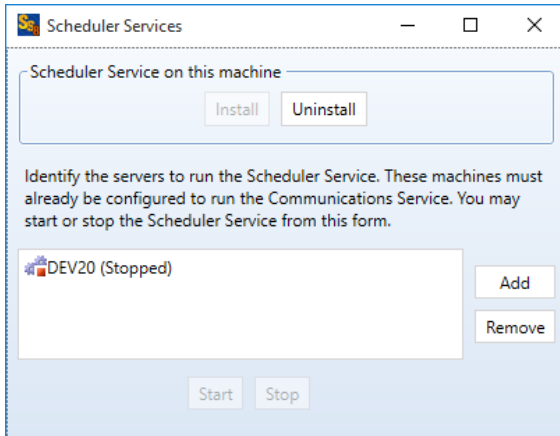 Scheduler Services
Scheduler Service on this machine
Install Uninstall
Identify the servers to run the Scheduler Service. These machines must
already be configured to run the Communications Service. You may
start or stop the Scheduler Service from this form.
DEV20 (Stopped)
Add
Remove
Start Stop